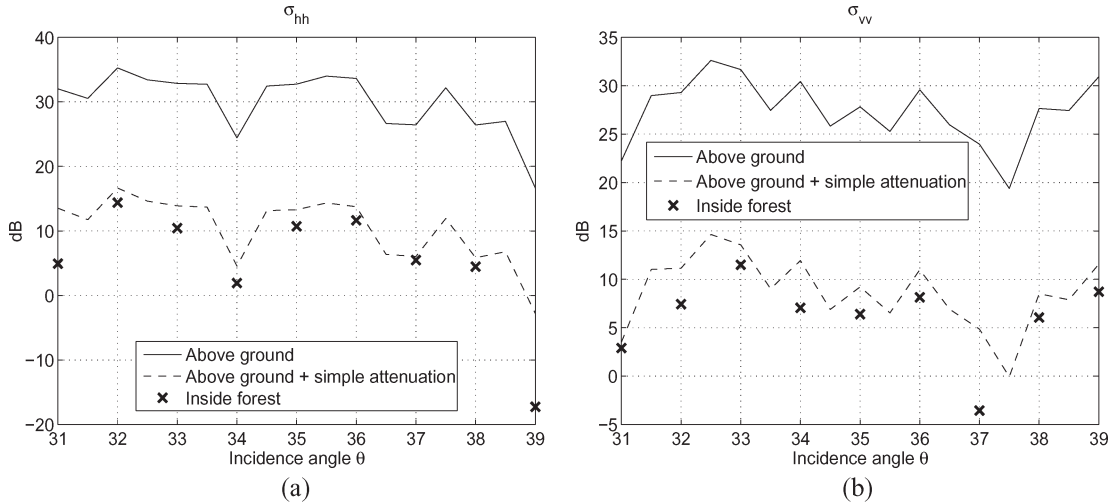 σhh
40
30
20
10
0
−10
−20
dB
Above ground
Above ground + simple attenuation
Inside forest
31 32 33 34 35 36 37 38 39
Incidence angle θ
(a)
σvv
35
30
25
20
15
10
5
0
−5
dB
Above ground
Above ground + simple attenuation
Inside forest
31 32 33 34 35 36 37 38 39
Incidence angle θ
(b)